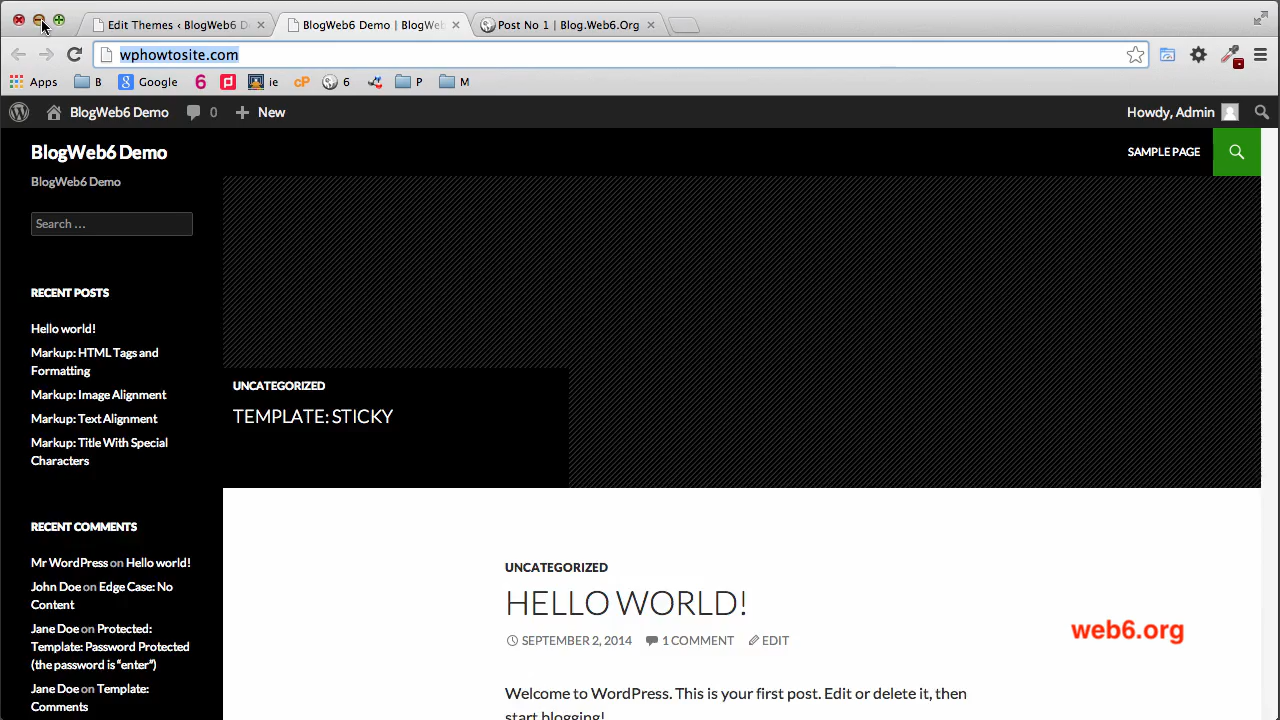 Edit Themes ‹ BlogWeb6 D
BlogWeb6 Demo | BlogWeb
Post No 1 | Blog.Web6.Org
wphowtosite.com
Apps B Google 6 ie cP 6 P M
BlogWeb6 Demo 0 + New Howdy, Admin
BlogWeb6 Demo
SAMPLE PAGE
BlogWeb6 Demo
Search ...
RECENT POSTS
Hello world!
Markup: HTML Tags and
Formatting
Markup: Image Alignment
Markup: Text Alignment
Markup: Title With Special
Characters
RECENT COMMENTS
Mr WordPress on Hello world!
John Doe on Edge Case: No
Content
Jane Doe on Protected:
Template: Password Protected
(the password is “enter”)
Jane Doe on Template:
Comments
UNCATEGORIZED
TEMPLATE: STICKY
UNCATEGORIZED
HELLO WORLD!
SEPTEMBER 2, 2014 1 COMMENT EDIT
Welcome to WordPress. This is your first post. Edit or delete it, then
start blogging!
web6.org